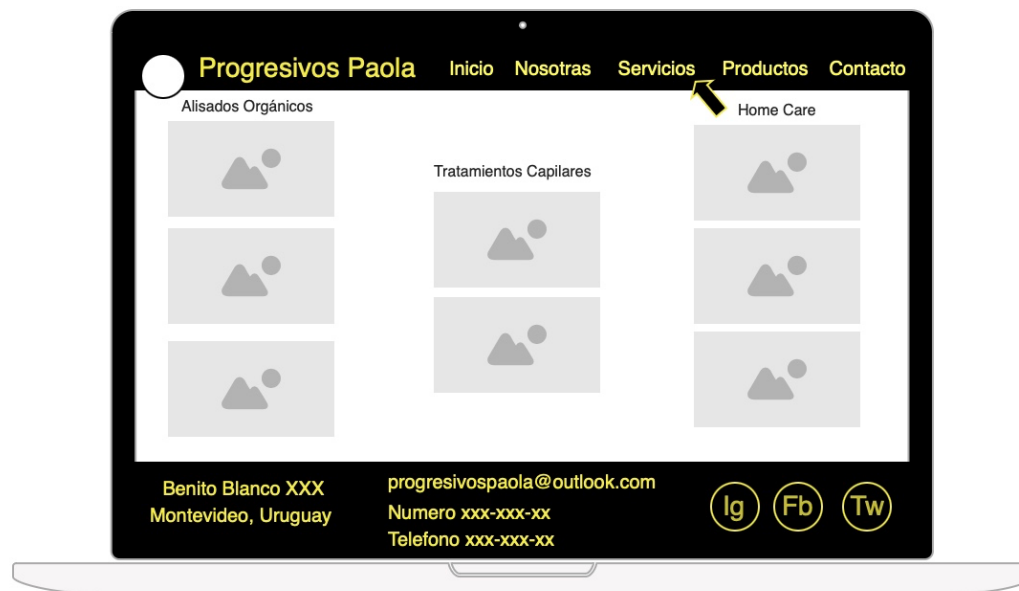 Progresivos Paola
Inicio Nosotras Servicios Productos Contacto
Alisados Orgánicos
Tratamientos Capilares
Home Care
Benito Blanco XXX
Montevideo, Uruguay
progresivospaola@outlook.com
Numero xxx-xxx-xx
Telefono xxx-xxx-xx
Ig Fb Tw